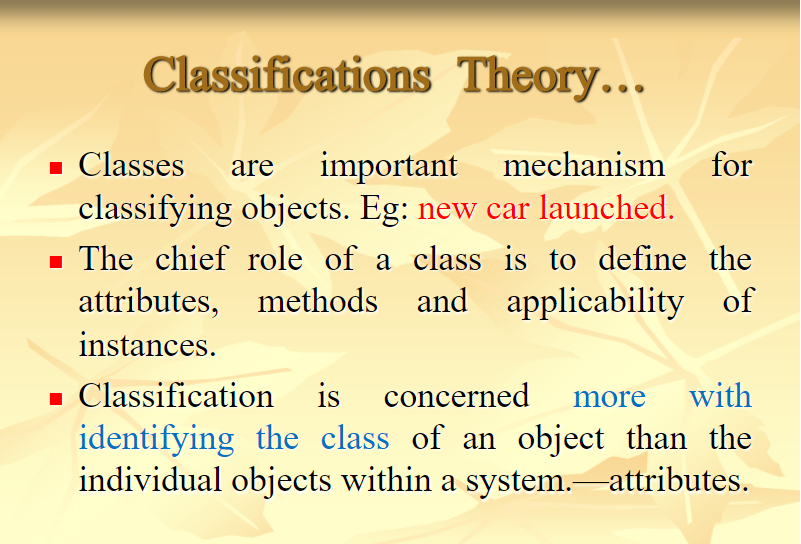 Classifications Theory…
Classes are important mechanism for
classifying objects. Eg: new car launched.
The chief role of a class is to define the
attributes, methods and applicability of
instances.
Classification is concerned more with
identifying the class of an object than the
individual objects within a system.—attributes.